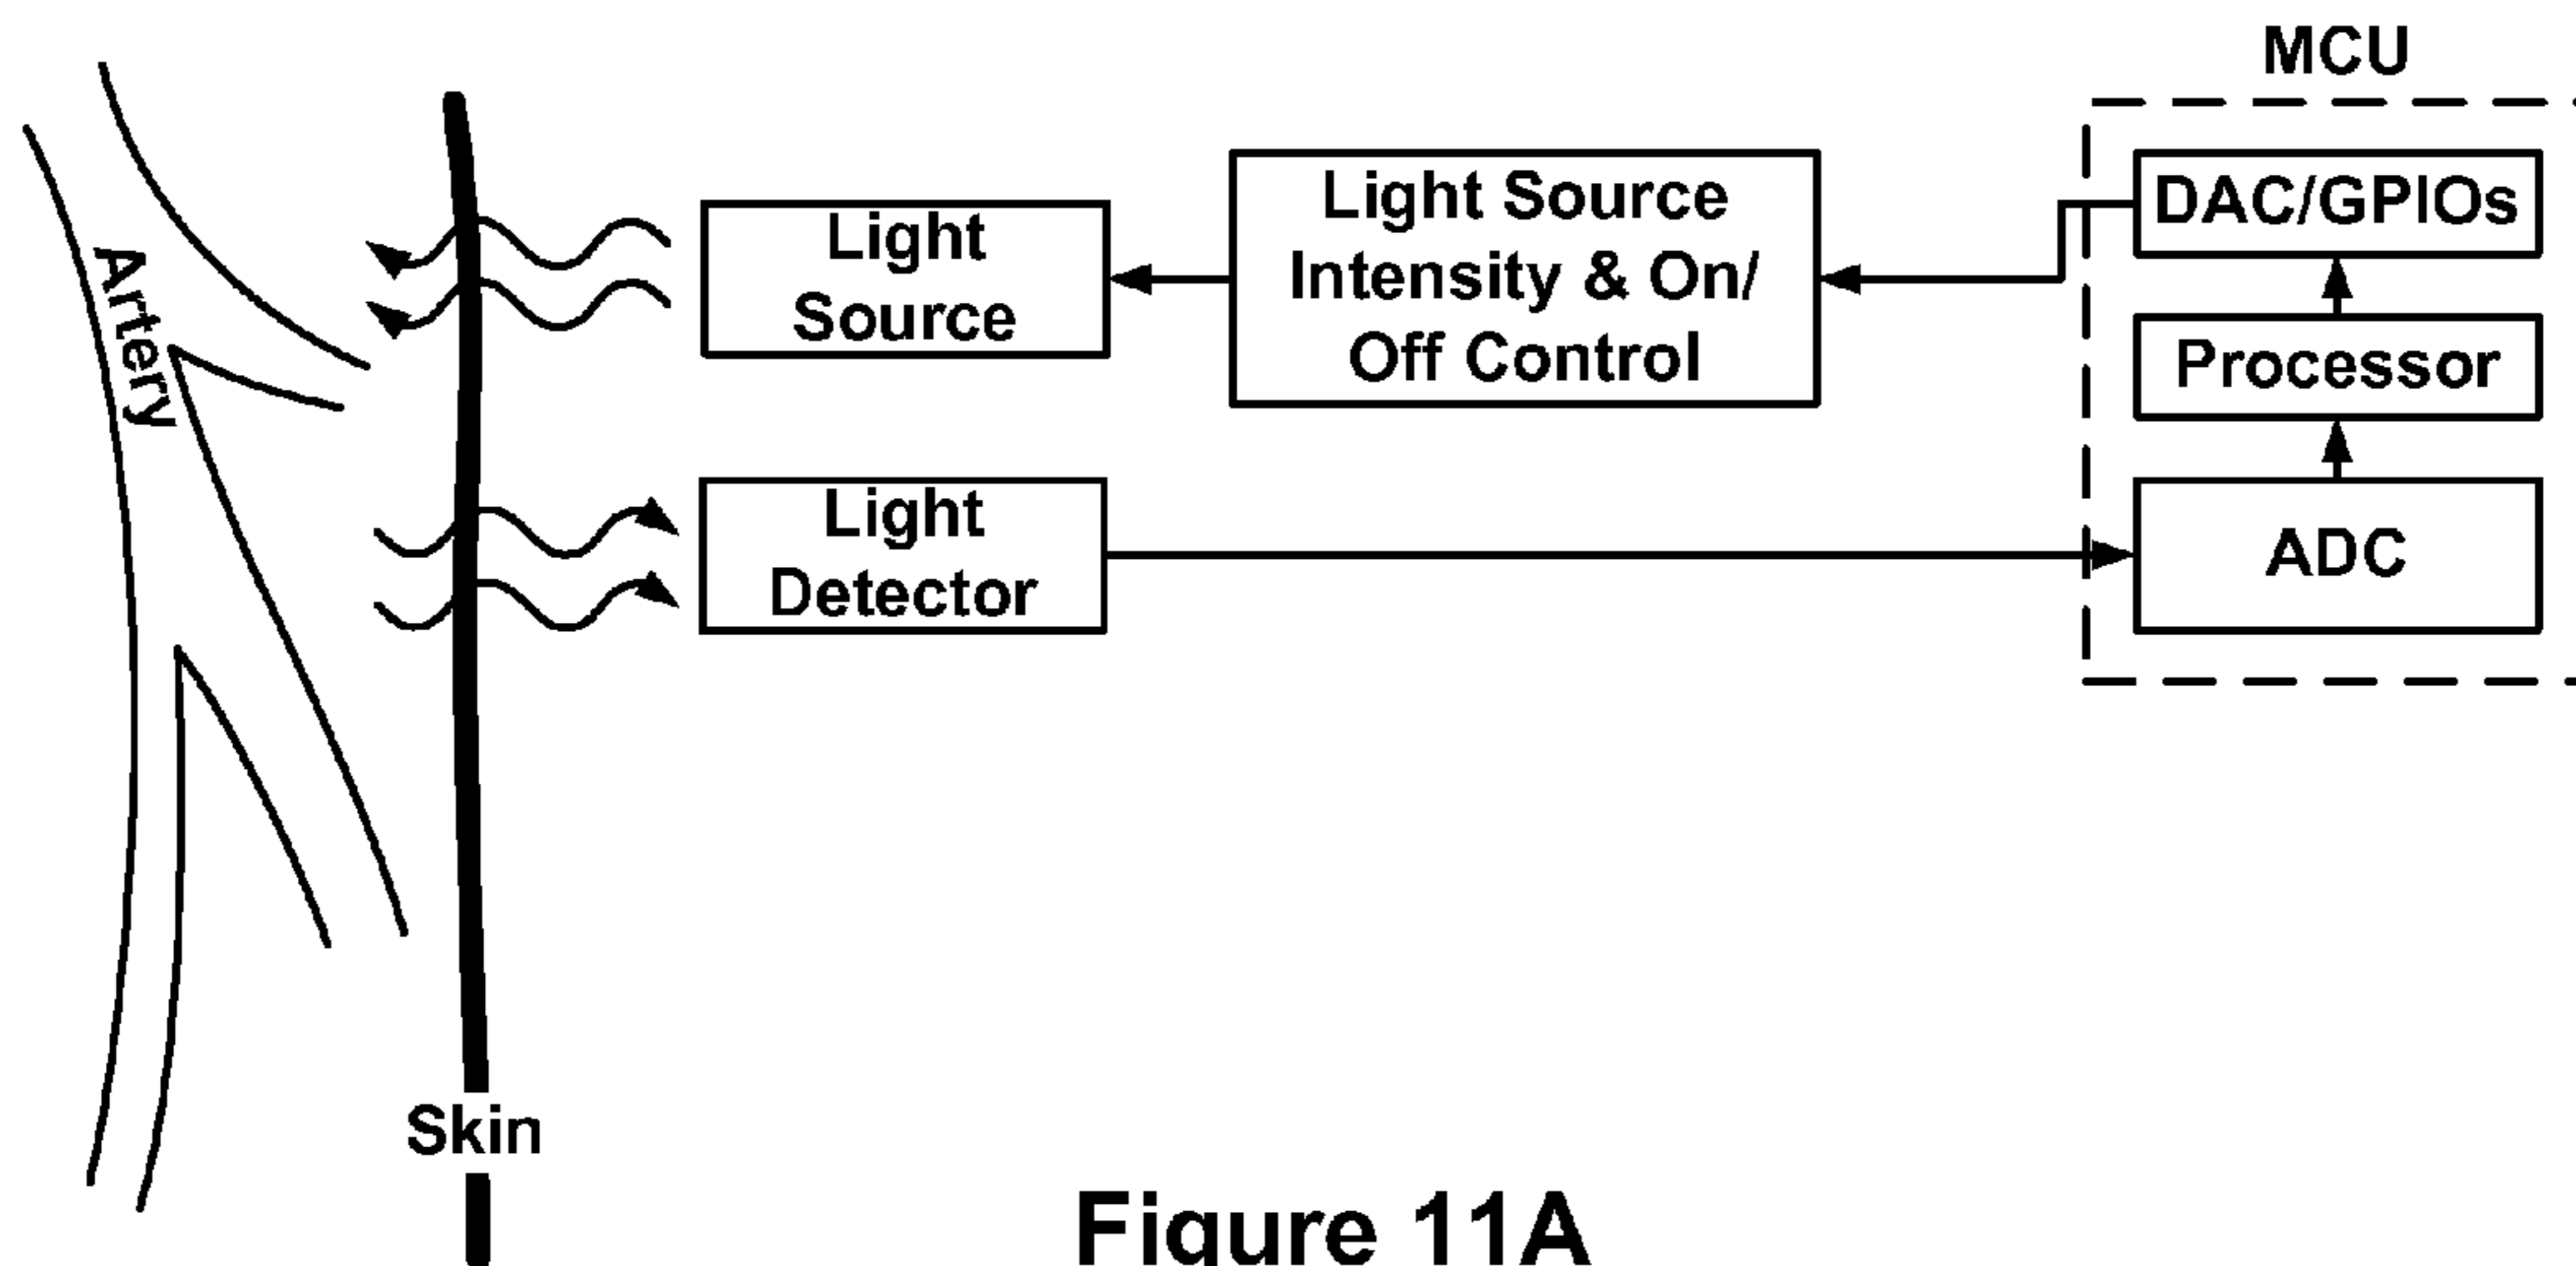 MCU
Artery
Light
Source
Light Source
Intensity & On/
Off Control
DAC/GPIOs
Processor
Light
Detector
ADC
Skin
Figure 11A